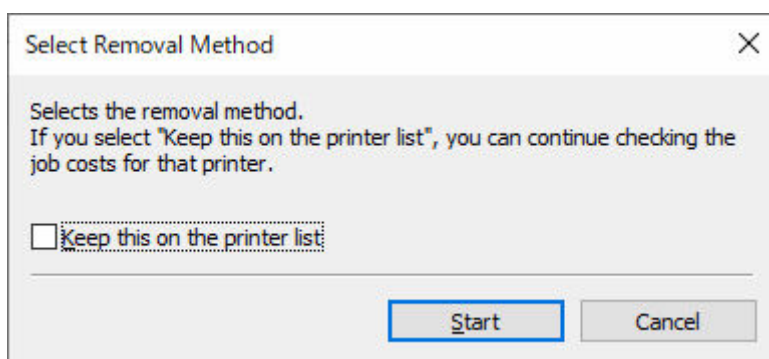 Select Removal Method
Selects the removal method.
If you select "Keep this on the printer list", you can continue checking the
job costs for that printer.
Keep this on the printer list
Start Cancel